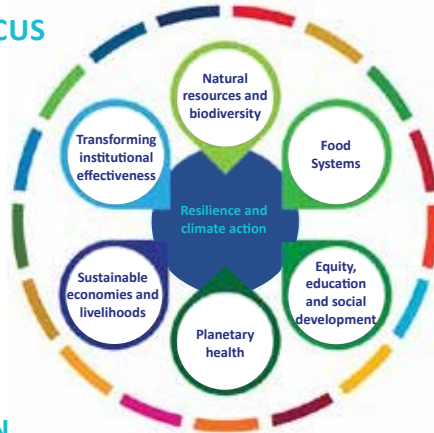 CUS
Natural
resources and
biodiversity
Transforming
institutional
effectiveness
Food
Systems
Resilience and
climate action
Sustainable
economies and
livelihoods
Equity,
education
and social
development
Planetary
health
N